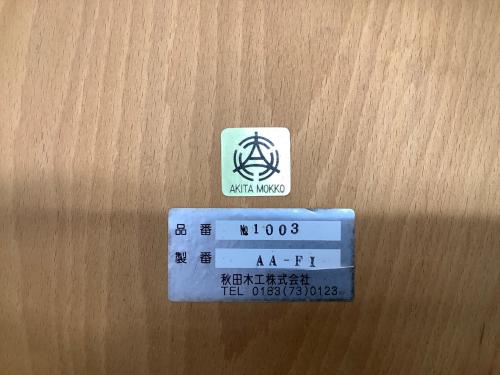 AKITA MOKKO
品番 №1003
製番 AA-FI
秋田木工株式会社
TEL 0183(73)0123